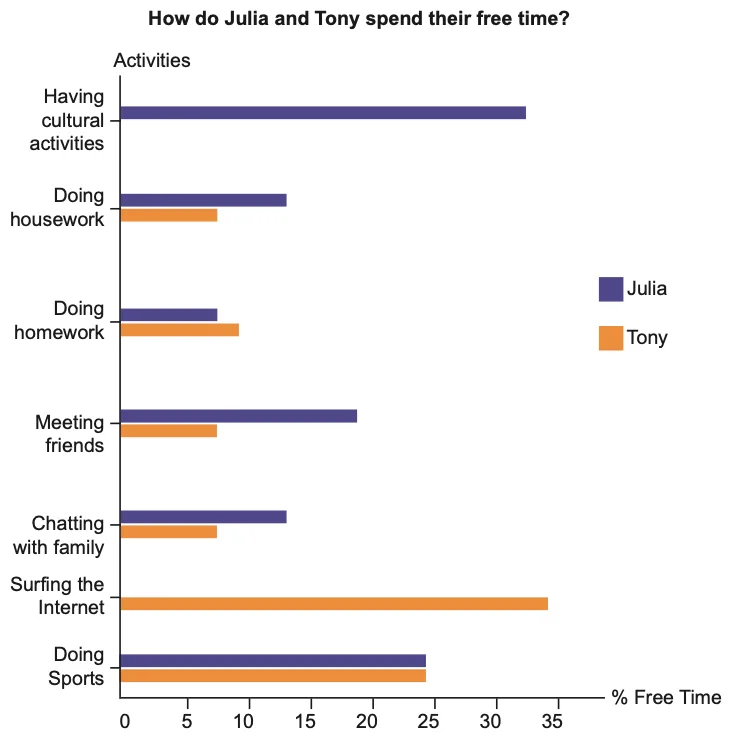 How do Julia and Tony spend their free time?
Activities
Having
cultural
activities
Doing
housework
Doing
homework
Meeting
friends
Chatting
with family
Surfing the
Internet
Doing
Sports
Julia
Tony
% Free Time
0 5 10 15 20 25 30 35